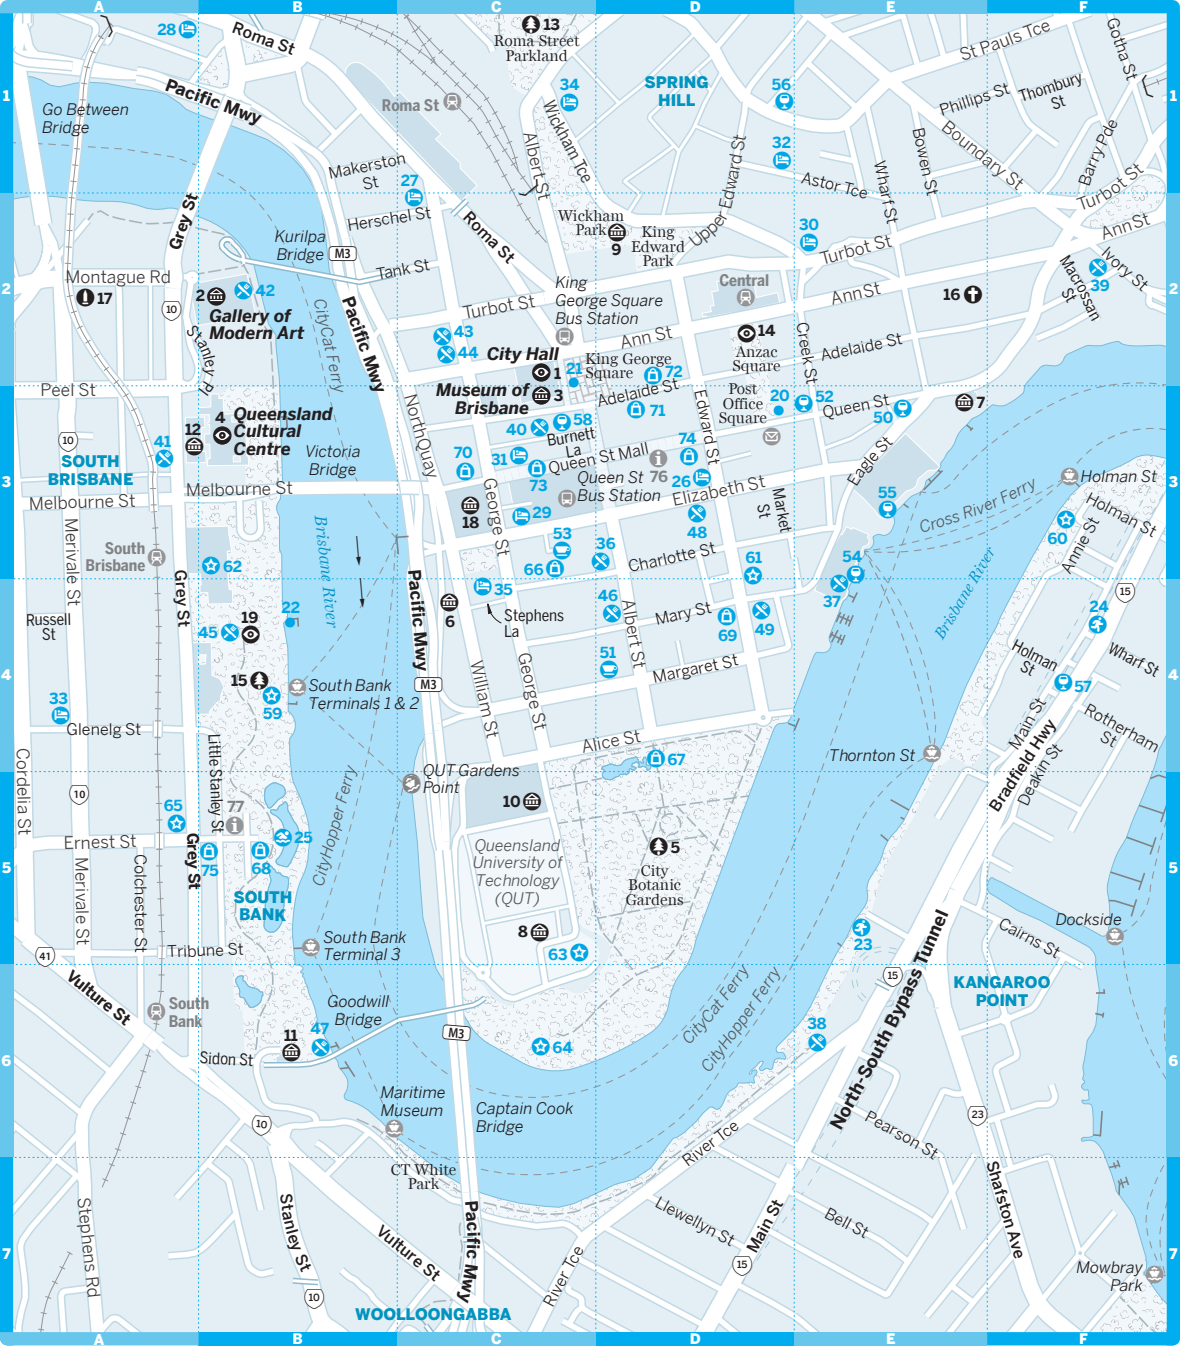 A B C D E F
28
Roma St
13
Roma Street
Parkland
St Pauls Tce
Gotha St
Pacific Mwy
34
SPRING
HILL
56
Phillips St
Thornbury
St
1
1
Go Between
Bridge
Roma St
Wickham Tce
Albert St
32
Boundary St
Barry Pde
Makerston
St
27
Upper Edward St
Astor Tce
Wharf St
Bowen St
Turbot St
Herschel St
Roma St
Wickham
Park
9
King
Edward
Park
30
Turbot St
Ann St
Grey St
Kurilpa
Bridge
M3
Tank St
Montague Rd
17
10
2
42
Gallery of
Modern Art
Pacific Mwy
CityCat Ferry
King
George Square
Bus Station
Central
Ann St
16
Macrossan
St
Ivory St
39
2
2
Turbot St
43
44
Ann St
14
Anzac
Square
Creek St
Adelaide St
Stanley Pl
City Hall
1
21
King George
Square
72
Peel St
Museum of
Brisbane
3
Adelaide St
71
Edward St
Post
Office
Square
20
52
Queen St
50
7
10
4
Queensland
Cultural
Centre
12
41
North Quay
58
40
Burnett
La
Queen St Mall
74
Eagle St
SOUTH
BRISBANE
Victoria
Bridge
70
31
73
76
26
Holman St
3
3
Melbourne St
Melbourne St
Queen St
Bus Station
Elizabeth St
55
Cross River Ferry
Holman St
18
George St
29
48
Market
St
60
Annie St
Merivale St
South
Brisbane
62
Brisbane River
53
36
Charlotte St
61
54
Brisbane River
66
15
Grey St
Pacific Mwy
35
37
Russell
St
22
6
Stephens
La
46
Mary St
69
49
24
45
19
Albert St
51
Margaret St
Holman
St
Wharf St
4
4
15
South Bank
Terminals 1 & 2
M3
William St
George St
57
33
59
Main St
Rotherham
St
Glenelg St
Alice St
67
Thornton St
Bradfield Hwy
Deakin St
Cordelia St
Little Stanley St
QUT Gardens
Point
10
10
65
77
CityHopper Ferry
Ernest St
25
Queensland
University of
Technology
(QUT)
5
City
Botanic
Gardens
5
5
Grey St
75
68
Merivale St
Colchester St
SOUTH
BANK
8
23
Cairns St
Dockside
Tribune St
South Bank
Terminal 3
63
41
Vulture St
South
Bank
Goodwill
Bridge
CityCat Ferry
CityHopper Ferry
15
North-South Bypass Tunnel
KANGAROO
POINT
M3
11
47
64
38
6
6
Sidon St
Maritime
Museum
Captain Cook
Bridge
10
23
Pearson St
River Tce
CT White
Park
Shafston Ave
Stephens Rd
Stanley St
Vulture St
Pacific Mwy
Llewellyn St
Main St
Bell St
7
7
River Tce
15
Mowbray
Park
10
WOOLLOONGABBA
A B C D E F